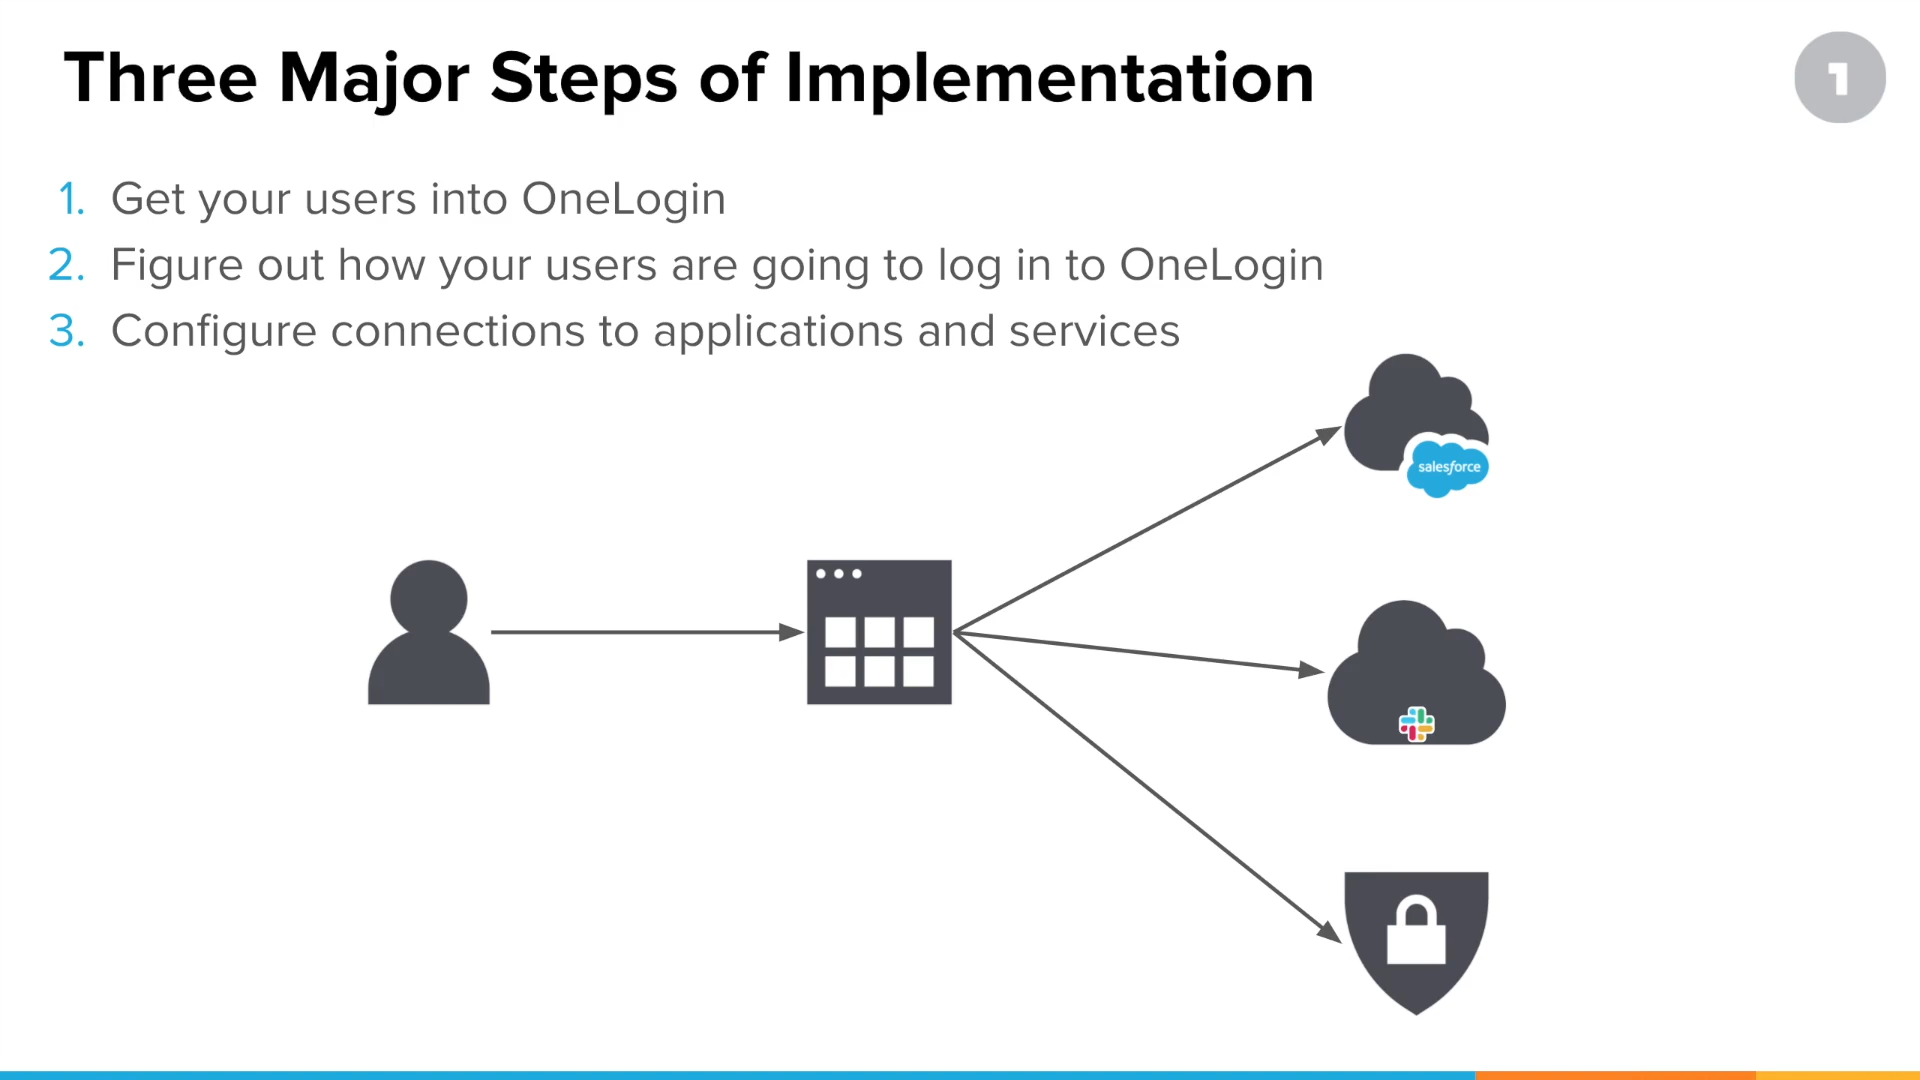 Three Major Steps of Implementation
1
1. Get your users into OneLogin
2. Figure out how your users are going to log in to OneLogin
3. Configure connections to applications and services
salesforce